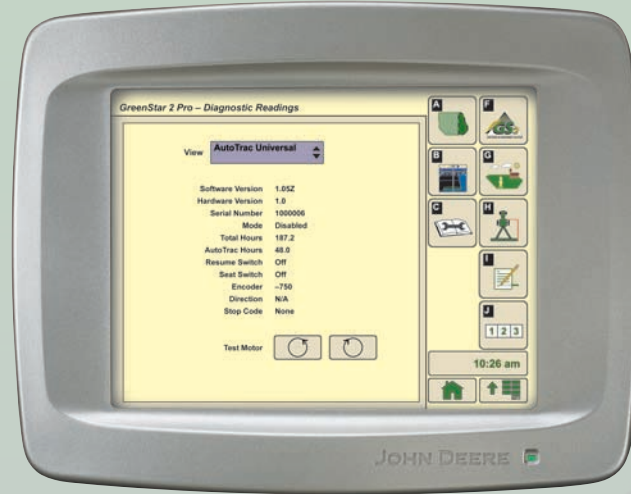 GreenStar 2 Pro – Diagnostic Readings
View AutoTrac Universal
Software Version 1.05Z
Hardware Version 1.0
Serial Number 1000006
Mode Disabled
Total Hours 187.2
AutoTrac Hours 48.0
Resume Switch Off
Seat Switch Off
Encoder –750
Direction N/A
Stop Code None
Test Motor
A
F
GS2
B
G
C
H
I
J
1 2 3
10:26 am
JOHN DEERE